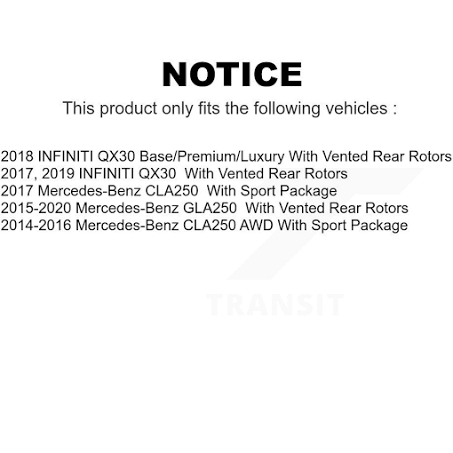 NOTICE
This product only fits the following vehicles :
2018 INFINITI QX30 Base/Premium/Luxury With Vented Rear Rotors
2017, 2019 INFINITI QX30  With Vented Rear Rotors
2017 Mercedes-Benz CLA250  With Sport Package
2015-2020 Mercedes-Benz GLA250  With Vented Rear Rotors
2014-2016 Mercedes-Benz CLA250 AWD With Sport Package
TRANSIT